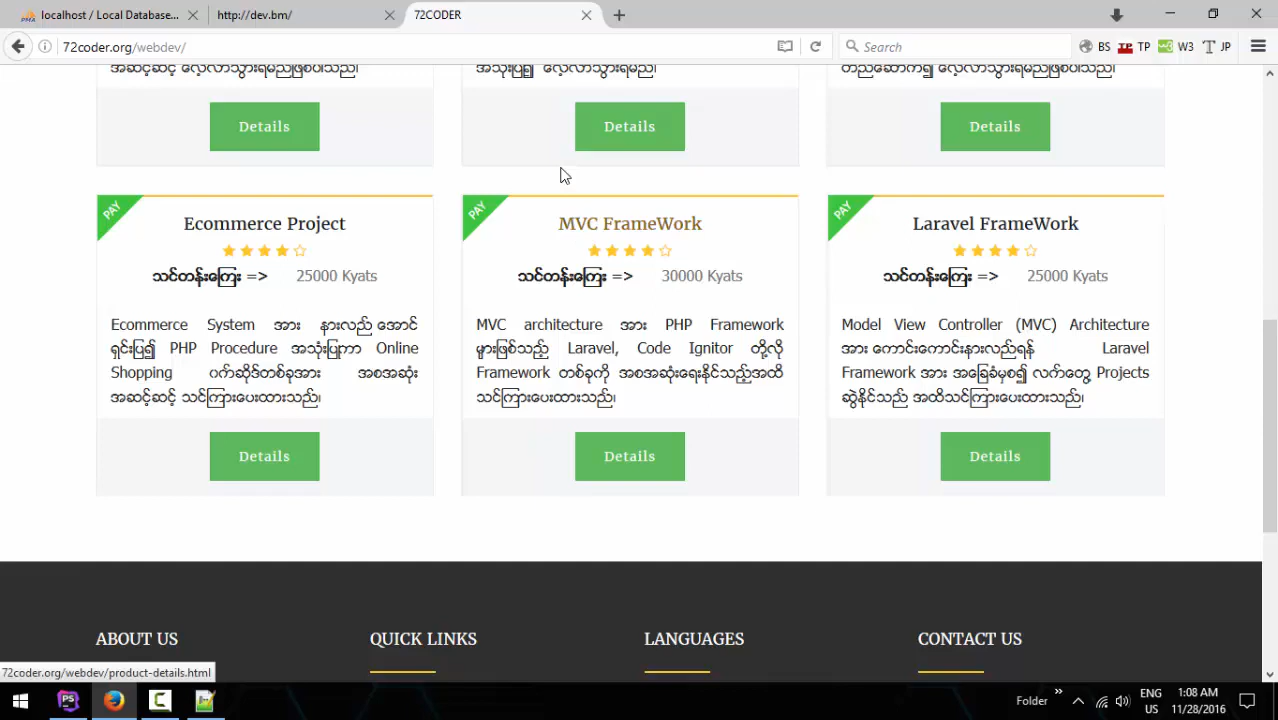 localhost / Local Database...
http://dev.bm/
72CODER
72coder.org/webdev/
Search
BS
TP
W3
JP
အဆင့်ဆင့် လေ့လာသွားရမည်ဖြစ်ပါသည်။
အသုံးပြု၍ လေ့လာသွားရမည်။
တည်ဆောက်၍ လေ့လာသွားရမည်ဖြစ်ပါသည်။
Details
Details
Details
PAY
Ecommerce Project
သင်တန်းကြေး => 25000 Kyats
Ecommerce System အား နားလည်အောင်
ရှင်းပြ၍ PHP Procedure အသုံးပြုကာ Online
Shopping ဝက်ဆိုဒ်တစ်ခုအား အစအဆုံး
အဆင့်ဆင့် သင်ကြားပေးထားသည်။
Details
PAY
MVC FrameWork
သင်တန်းကြေး => 30000 Kyats
MVC architecture အား PHP Framework
များဖြစ်သည့် Laravel, Code Ignitor တို့လို
Framework တစ်ခုကို အစအဆုံးရေးနိုင်သည့်အထိ
သင်ကြားပေးထားသည်။
Details
PAY
Laravel FrameWork
သင်တန်းကြေး => 25000 Kyats
Model View Controller (MVC) Architecture
အား ကောင်းကောင်းနားလည်ရန် Laravel
Framework အား အခြေခံမှစ၍ လက်တွေ့ Projects
ဆွဲနိုင်သည် အထိသင်ကြားပေးထားသည်။
Details
ABOUT US
QUICK LINKS
LANGUAGES
CONTACT US
72coder.org/webdev/product-details.html
Folder
ENG
US
1:08 AM
11/28/2016